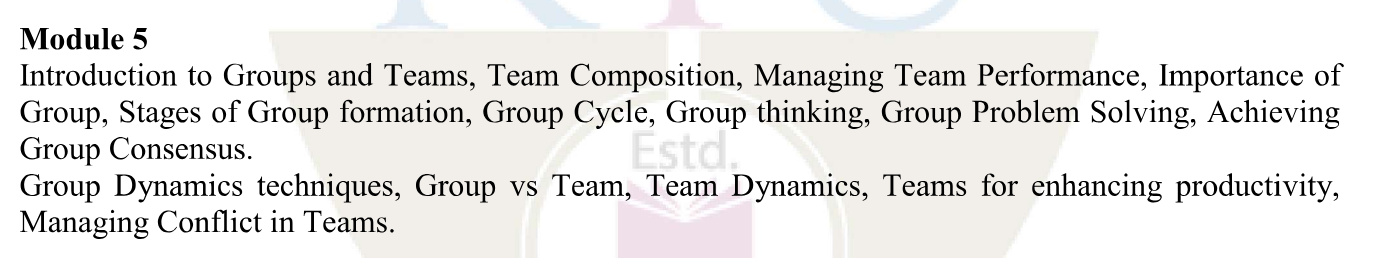 Module 5
Introduction to Groups and Teams, Team Composition, Managing Team Performance, Importance of
Group, Stages of Group formation, Group Cycle, Group thinking, Group Problem Solving, Achieving
Group Consensus.
Estd.
Group Dynamics techniques, Group vs Team, Team Dynamics, Teams for enhancing productivity,
Managing Conflict in Teams.